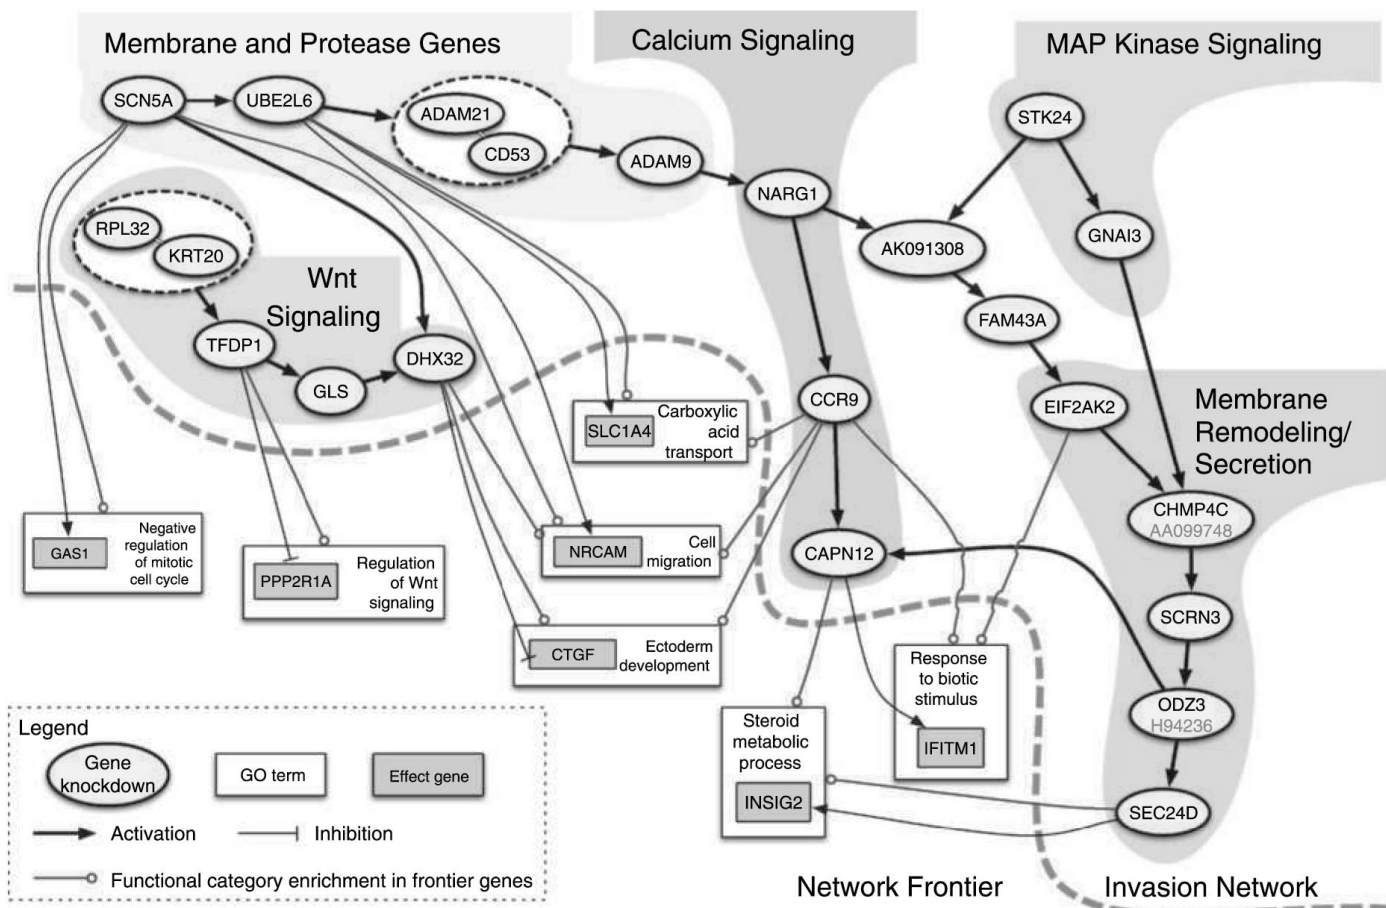 Membrane and Protease Genes
Calcium Signaling
MAP Kinase Signaling
SCN5A
UBE2L6
ADAM21
CD53
ADAM9
NARG1
STK24
AK091308
GNAI3
RPL32
KRT20
Wnt
Signaling
FAM43A
TFDP1
GLS
DHX32
CCR9
EIF2AK2
Membrane
Remodeling/
Secretion
SLC1A4
Carboxylic
acid
transport
CHMP4C
AA099748
GAS1
Negative
regulation
of mitotic
cell cycle
PPP2R1A
Regulation
of Wnt
signaling
NRCAM
Cell
migration
CAPN12
SCRN3
CTGF
Ectoderm
development
Response
to biotic
stimulus
IFITM1
ODZ3
H94236
Steroid
metabolic
process
INSIG2
SEC24D
Legend
Gene
knockdown
GO term
Effect gene
Activation
Inhibition
Functional category enrichment in frontier genes
Network Frontier
Invasion Network